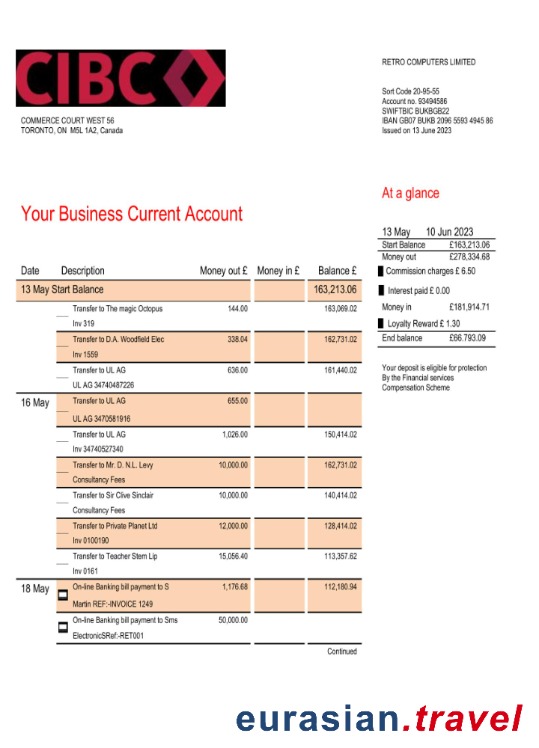 CIBC
COMMERCE COURT WEST 56
TORONTO, ON M5L 1A2, Canada
RETRO COMPUTERS LIMITED
Sort Code 20-95-55
Account no. 93494586
SWIFTBIC BUKBGB22
IBAN GB07 BUKB 2096 5593 4945 86
Issued on 13 June 2023
At a glance
13 May 10 Jun 2023
Start Balance £163,213.06
Money out £278,334.68
Commission charges £ 6.50
Interest paid £ 0.00
Money in £181,914.71
Loyalty Reward £ 1.30
End balance £66.793.09
Your deposit is eligible for protection
By the Financial services
Compensation Scheme
Your Business Current Account
Date Description Money out £ Money in £ Balance £
13 May Start Balance 163,213.06
Transfer to The magic Octopus 144.00 163,069.02
Inv 319
Transfer to D.A. Woodfield Elec 338.04 162,731.02
Inv 1559
Transfer to UL AG 636.00 161,440.02
UL AG 34740487226
16 May Transfer to UL AG 655.00
UL AG 3470581916
Transfer to UL AG 1,026.00 150,414.02
Inv 34740527340
Transfer to Mr. D. N.L. Levy 10,000.00 162,731.02
Consultancy Fees
Transfer to Sir Clive Sinclair 10,000.00 140,414.02
Consultancy Fees
Transfer to Private Planet Ltd 12,000.00 128,414.02
Inv 0100190
Transfer to Teacher Stem Lip 15,056.40 113,357.62
Inv 0161
18 May On-line Banking bill payment to S 1,176.68 112,180.94
Martin REF:-INVOICE 1249
On-line Banking bill payment to Sms 50,000.00
ElectronicSRef:-RET001
Continued
eurasian.travel